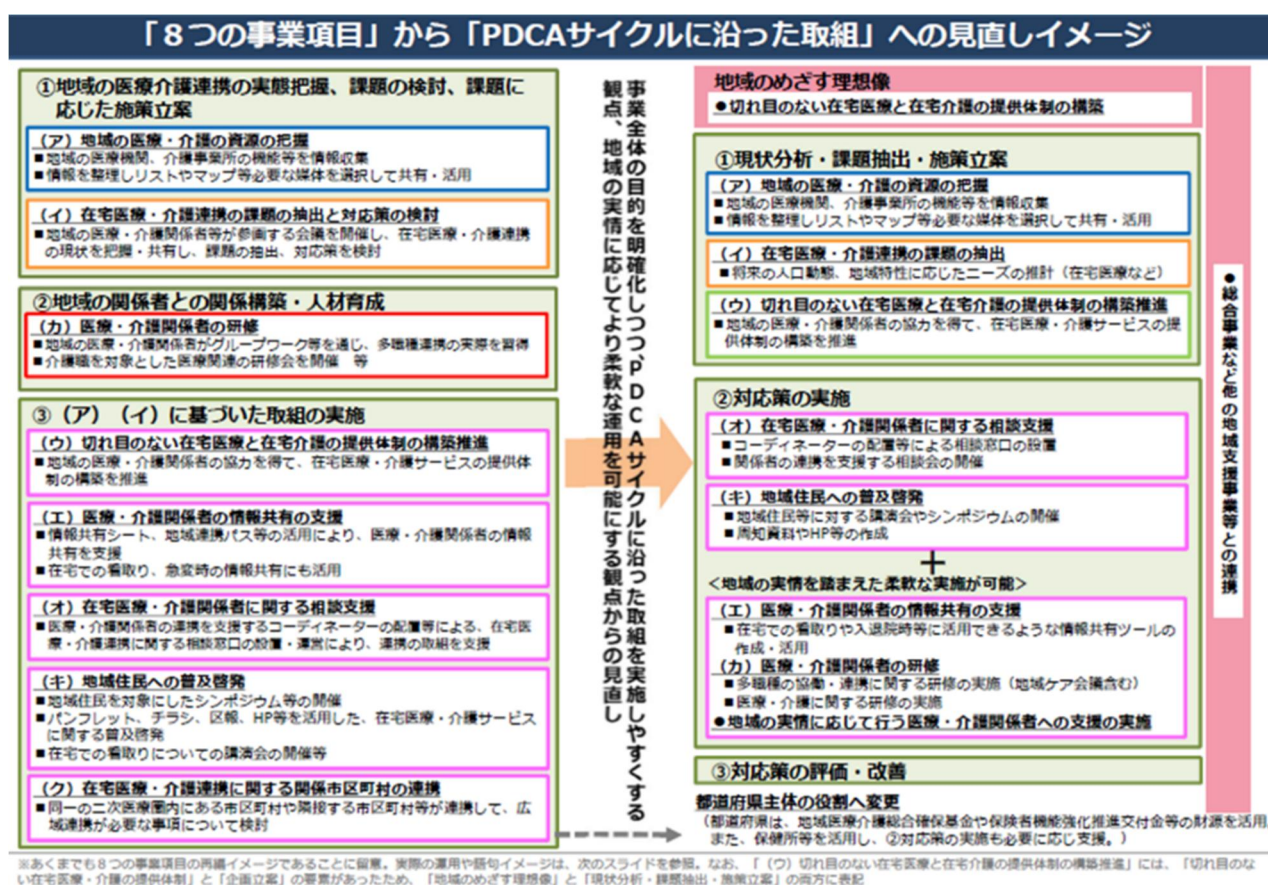 「８つの事業項目」から「PDCAサイクルに沿った取組」への見直しイメージ
①地域の医療介護連携の実態把握、課題の検討、課題に
応じた施策立案
（ア）地域の医療・介護の資源の把握
■地域の医療機関、介護事業所の機能等を情報収集
■情報を整理しリストやマップ等必要な媒体を選択して共有・活用
（イ）在宅医療・介護連携の課題の抽出と対応策の検討
■地域の医療・介護関係者等が参画する会議を開催し、在宅医療・介護連携
の現状を把握・共有し、課題の抽出、対応策を検討
②地域の関係者との関係構築・人材育成
（カ）医療・介護関係者の研修
■地域の医療・介護関係者がグループワーク等を通じ、多職種連携の実際を習得
■介護職を対象とした医療関連の研修会を開催　等
③（ア）（イ）に基づいた取組の実施
（ウ）切れ目のない在宅医療と在宅介護の提供体制の構築推進
■地域の医療・介護関係者の協力を得て、在宅医療・介護サービスの提供体
制の構築を推進
（エ）医療・介護関係者の情報共有の支援
■情報共有シート、地域連携パス等の活用により、医療・介護関係者の情報
共有を支援
■在宅での看取り、急変時の情報共有にも活用
（オ）在宅医療・介護関係者に関する相談支援
■医療・介護関係者の連携を支援するコーディネーターの配置等による、在宅医
療・介護連携に関する相談窓口の設置・運営により、連携の取組を支援
（キ）地域住民への普及啓発
■地域住民を対象にしたシンポジウム等の開催
■パンフレット、チラシ、区報、HP等を活用した、在宅医療・介護サービス
に関する普及啓発
■在宅での看取りについての講演会の開催等
（ク）在宅医療・介護連携に関する関係市区町村の連携
■同一の二次医療圏内にある市区町村や隣接する市区町村等が連携して、広
域連携が必要な事項について検討
事業全体の目的を明確化しつつ、PDCAサイクルに沿った取組を実施しやすくする
観点、地域の実情に応じてより柔軟な運用を可能にする観点からの見直し
地域のめざす理想像
●切れ目のない在宅医療と在宅介護の提供体制の構築
①現状分析・課題抽出・施策立案
（ア）地域の医療・介護の資源の把握
■地域の医療機関、介護事業所の機能等を情報収集
■情報を整理しリストやマップ等必要な媒体を選択して共有・活用
（イ）在宅医療・介護連携の課題の抽出
■将来の人口動態、地域特性に応じたニーズの推計（在宅医療など）
（ウ）切れ目のない在宅医療と在宅介護の提供体制の構築推進
■地域の医療・介護関係者の協力を得て、在宅医療・介護サービスの提
供体制の構築を推進
②対応策の実施
（オ）在宅医療・介護関係者に関する相談支援
■コーディネーターの配置等による相談窓口の設置
■関係者の連携を支援する相談会の開催
（キ）地域住民への普及啓発
■地域住民等に対する講演会やシンポジウムの開催
■周知資料やHP等の作成
＋
＜地域の実情を踏まえた柔軟な実施が可能＞
（エ）医療・介護関係者の情報共有の支援
■在宅での看取りや入退院時等に活用できるような情報共有ツールの
作成・活用
（カ）医療・介護関係者の研修
■多職種の協働・連携に関する研修の実施（地域ケア会議含む）
■医療・介護に関する研修の実施
●地域の実情に応じて行う医療・介護関係者への支援の実施
③対応策の評価・改善
都道府県主体の役割へ変更
（都道府県は、地域医療介護総合確保基金や保険者機能強化推進交付金等の財源を活用。
また、保健所等を活用し、②対応策の実施も必要に応じ支援。）
●総合事業など他の地域支援事業等との連携
※あくまでも８つの事業項目の再編イメージであることに留意。実際の運用や語句イメージは、次のスライドを参照。なお、「（ウ）切れ目のない在宅医療と在宅介護の提供体制の構築推進」には、「切れ目のな
い在宅医療・介護の提供体制」と「企画立案」の要素があったため、「地域のめざす理想像」と「現状分析・課題抽出・施策立案」の両方に表記